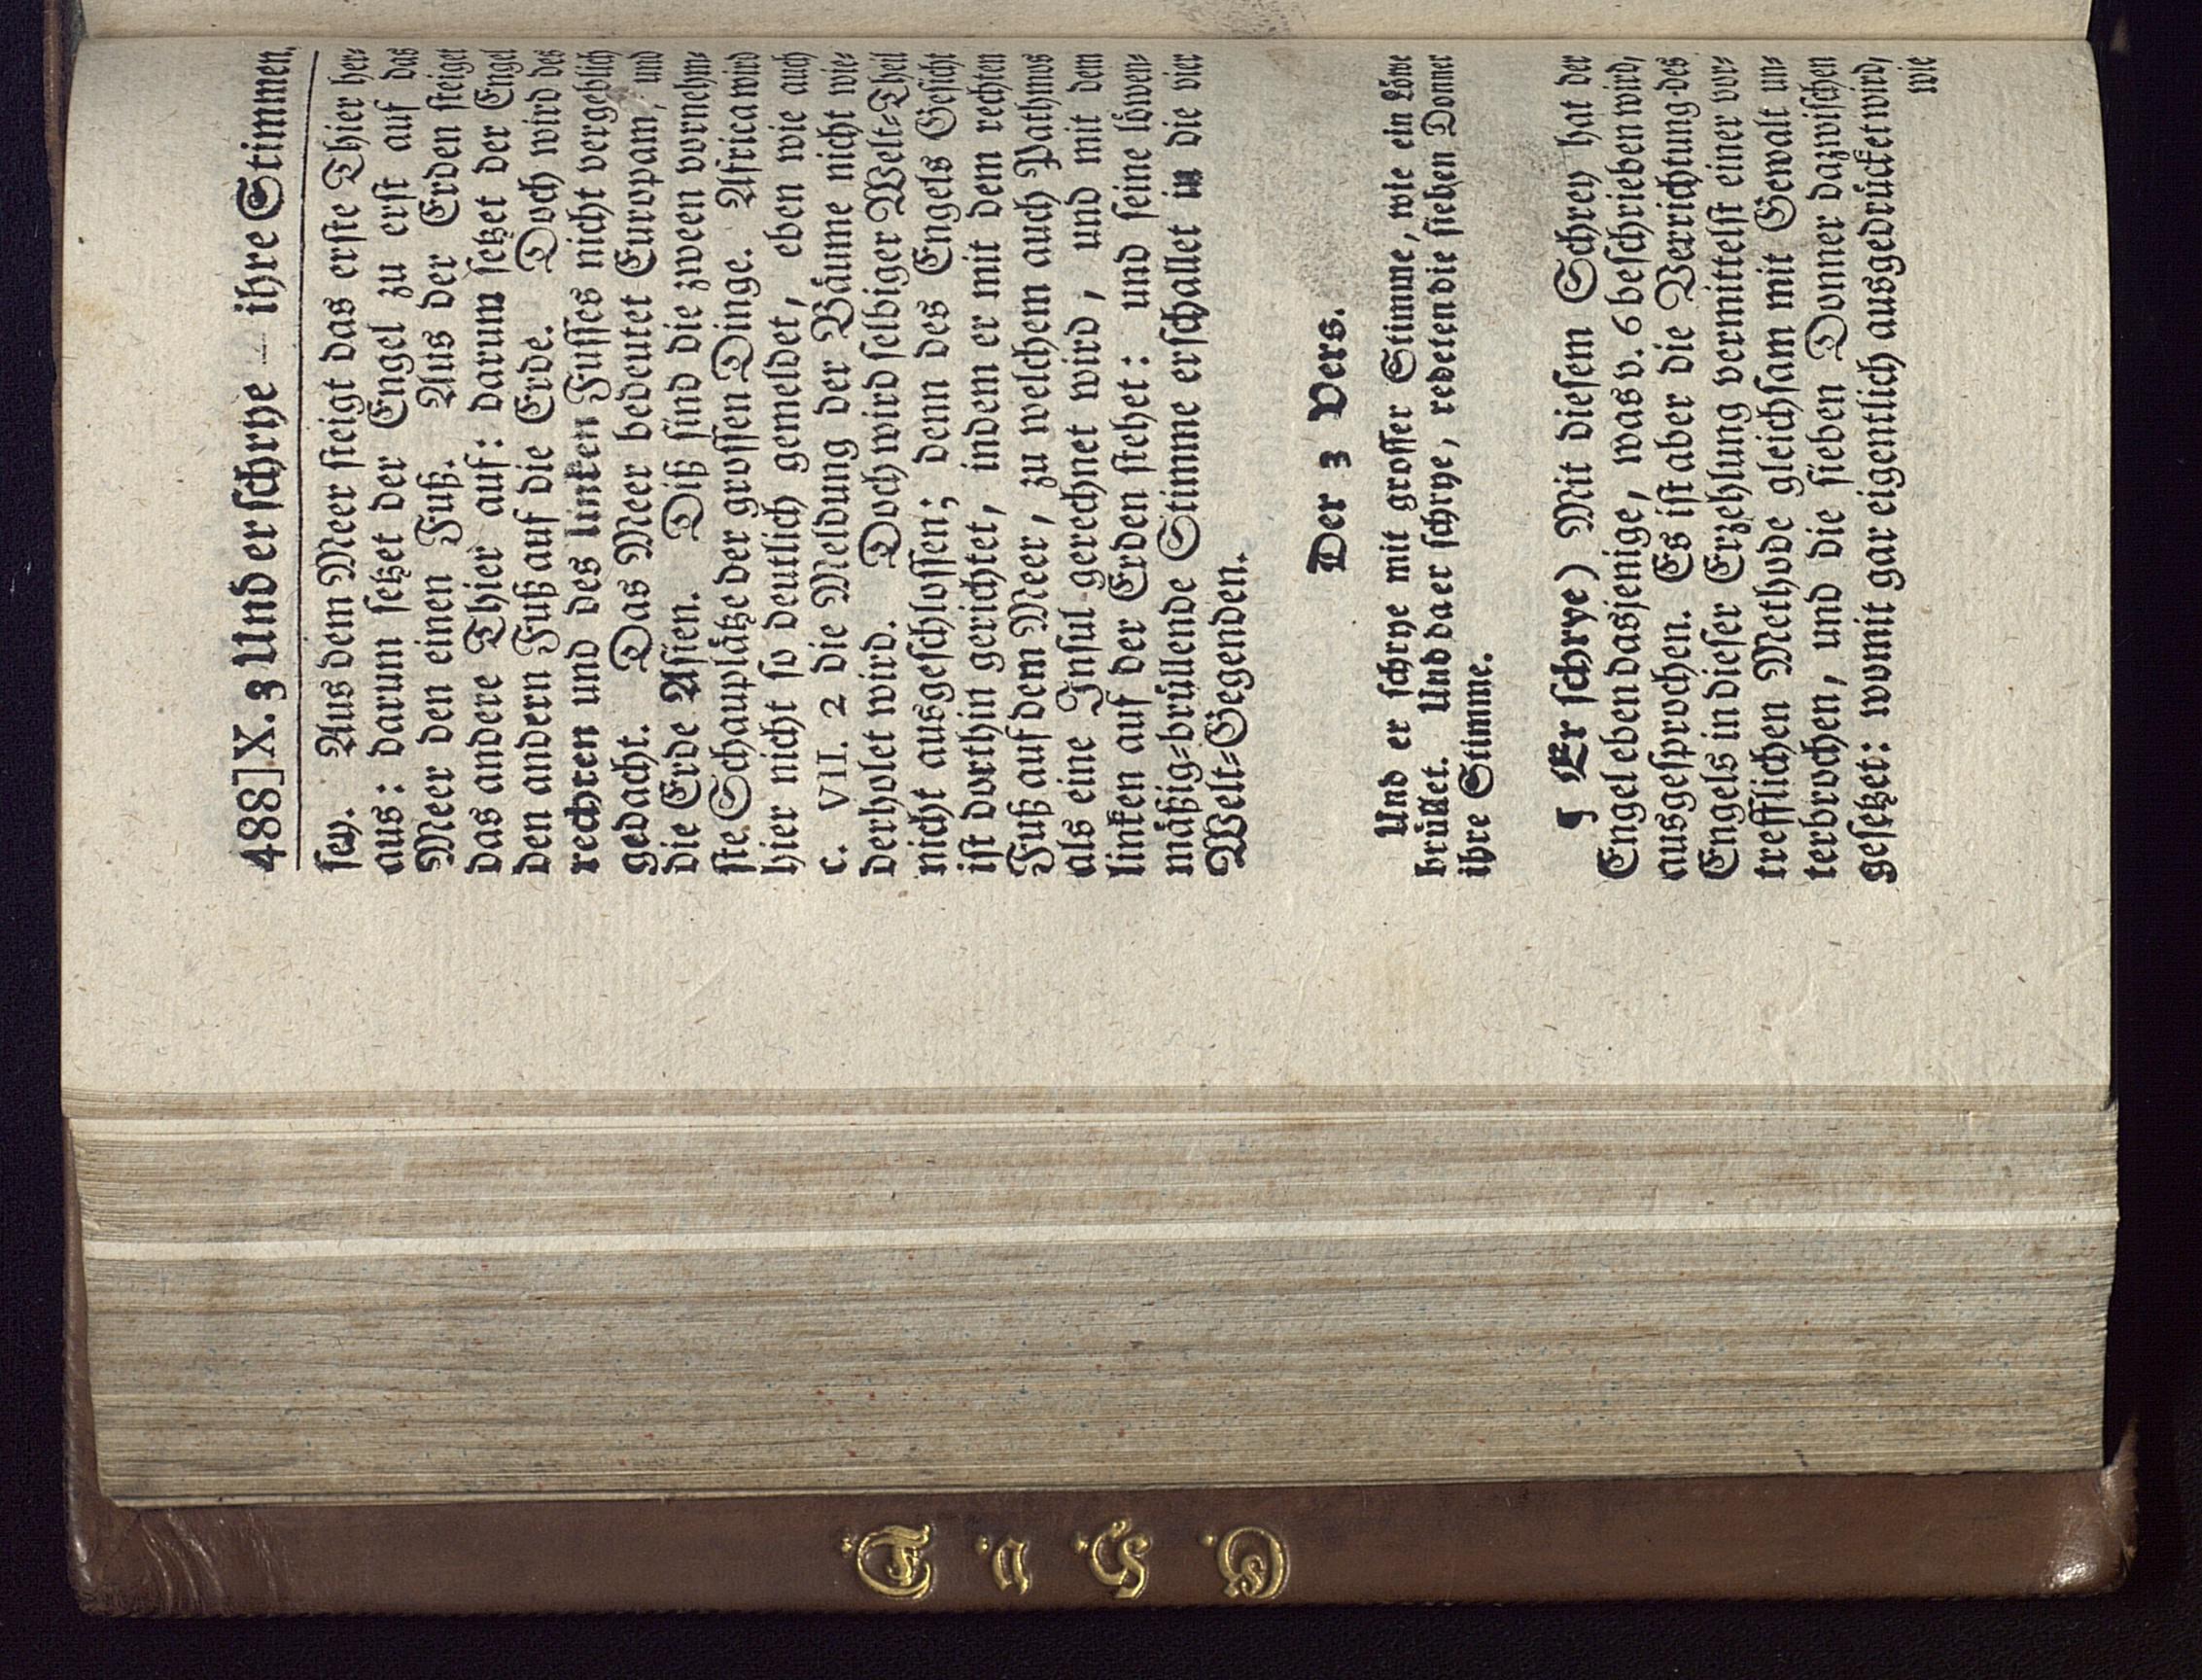 488] X. 3 Und er schrye – ihre Stimmen.
sey. Aus dem Meer steigt das erste Thier her⸗
aus: darum setzet der Engel zu erst auf das
Meer den einen Fuß. Aus der Erden steiget
das andere Thier auf: darum setzet der Engel
den andern Fuß auf die Erde. Doch wird des
rechten und des linken Fusses nicht vergeblich
gedacht. Das Meer bedeutet Europam, und
die Erde Asien. Diß sind die zween vornehm⸗
ste Schauplätze der grossen Dinge. Africa wird
hier nicht so deutlich gemeldet, eben wie auch
c. VII. 2 die Meldung der Bäume nicht wie⸗
derholet wird. Doch wird selbiger Welt⸗Theil
nicht ausgeschlossen; denn des Engels Gesicht
ist dorthin gerichtet, indem er mit dem rechten
Fuß auf dem Meer, zu welchem auch Pathmus
als eine Insul gerechnet wird, und mit dem
linken auf der Erden stehet: und seine löwen⸗
mäßig⸗brüllende Stimme erschallet in die vier
Welt⸗Gegenden.
Der 3 Vers.
Und er schrye mit grosser Stimme, wie ein Löwe
brüllet. Und da er schrye, redeten die sieben Donner
ihre Stimme.
¶ Er schrye) Mit diesem Schrey hat der
Engel eben dasjenige, was v. 6 beschrieben wird,
ausgesprochen. Es ist aber die Verrichtung des
Engels in dieser Erzehlung vermittelst einer vor⸗
trefflichen Methode gleichsam mit Gewalt un⸗
terbrochen, und die sieben Donner dazwischen
gesetzet: womit gar eigentlich ausgedrücket wird,
wie
C. H. v. T.